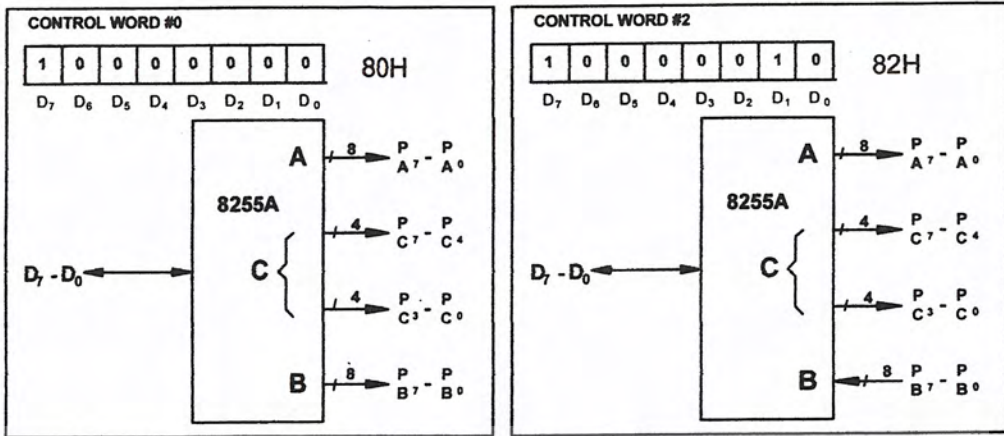 CONTROL WORD #0
1 0 0 0 0 0 0 0
80H
D7 D6 D5 D4 D3 D2 D1 D0
A
8
PA7 - PA0
8255A
4
PC7 - PC4
C
D7 - D0
4
PC3 - PC0
B
8
PB7 - PB0
CONTROL WORD #2
1 0 0 0 0 0 1 0
82H
D7 D6 D5 D4 D3 D2 D1 D0
A
8
PA7 - PA0
8255A
4
PC7 - PC4
C
D7 - D0
4
PC3 - PC0
B
8
PB7 - PB0